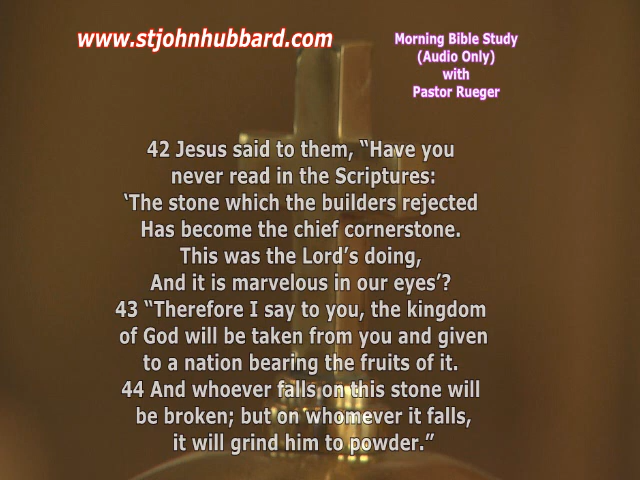 www.stjohnhubbard.com
Morning Bible Study
(Audio Only)
with
Pastor Rueger
42 Jesus said to them, “Have you
never read in the Scriptures:
‘The stone which the builders rejected
Has become the chief cornerstone.
This was the Lord’s doing,
And it is marvelous in our eyes’?
43 “Therefore I say to you, the kingdom
of God will be taken from you and given
to a nation bearing the fruits of it.
44 And whoever falls on this stone will
be broken; but on whomever it falls,
it will grind him to powder.”